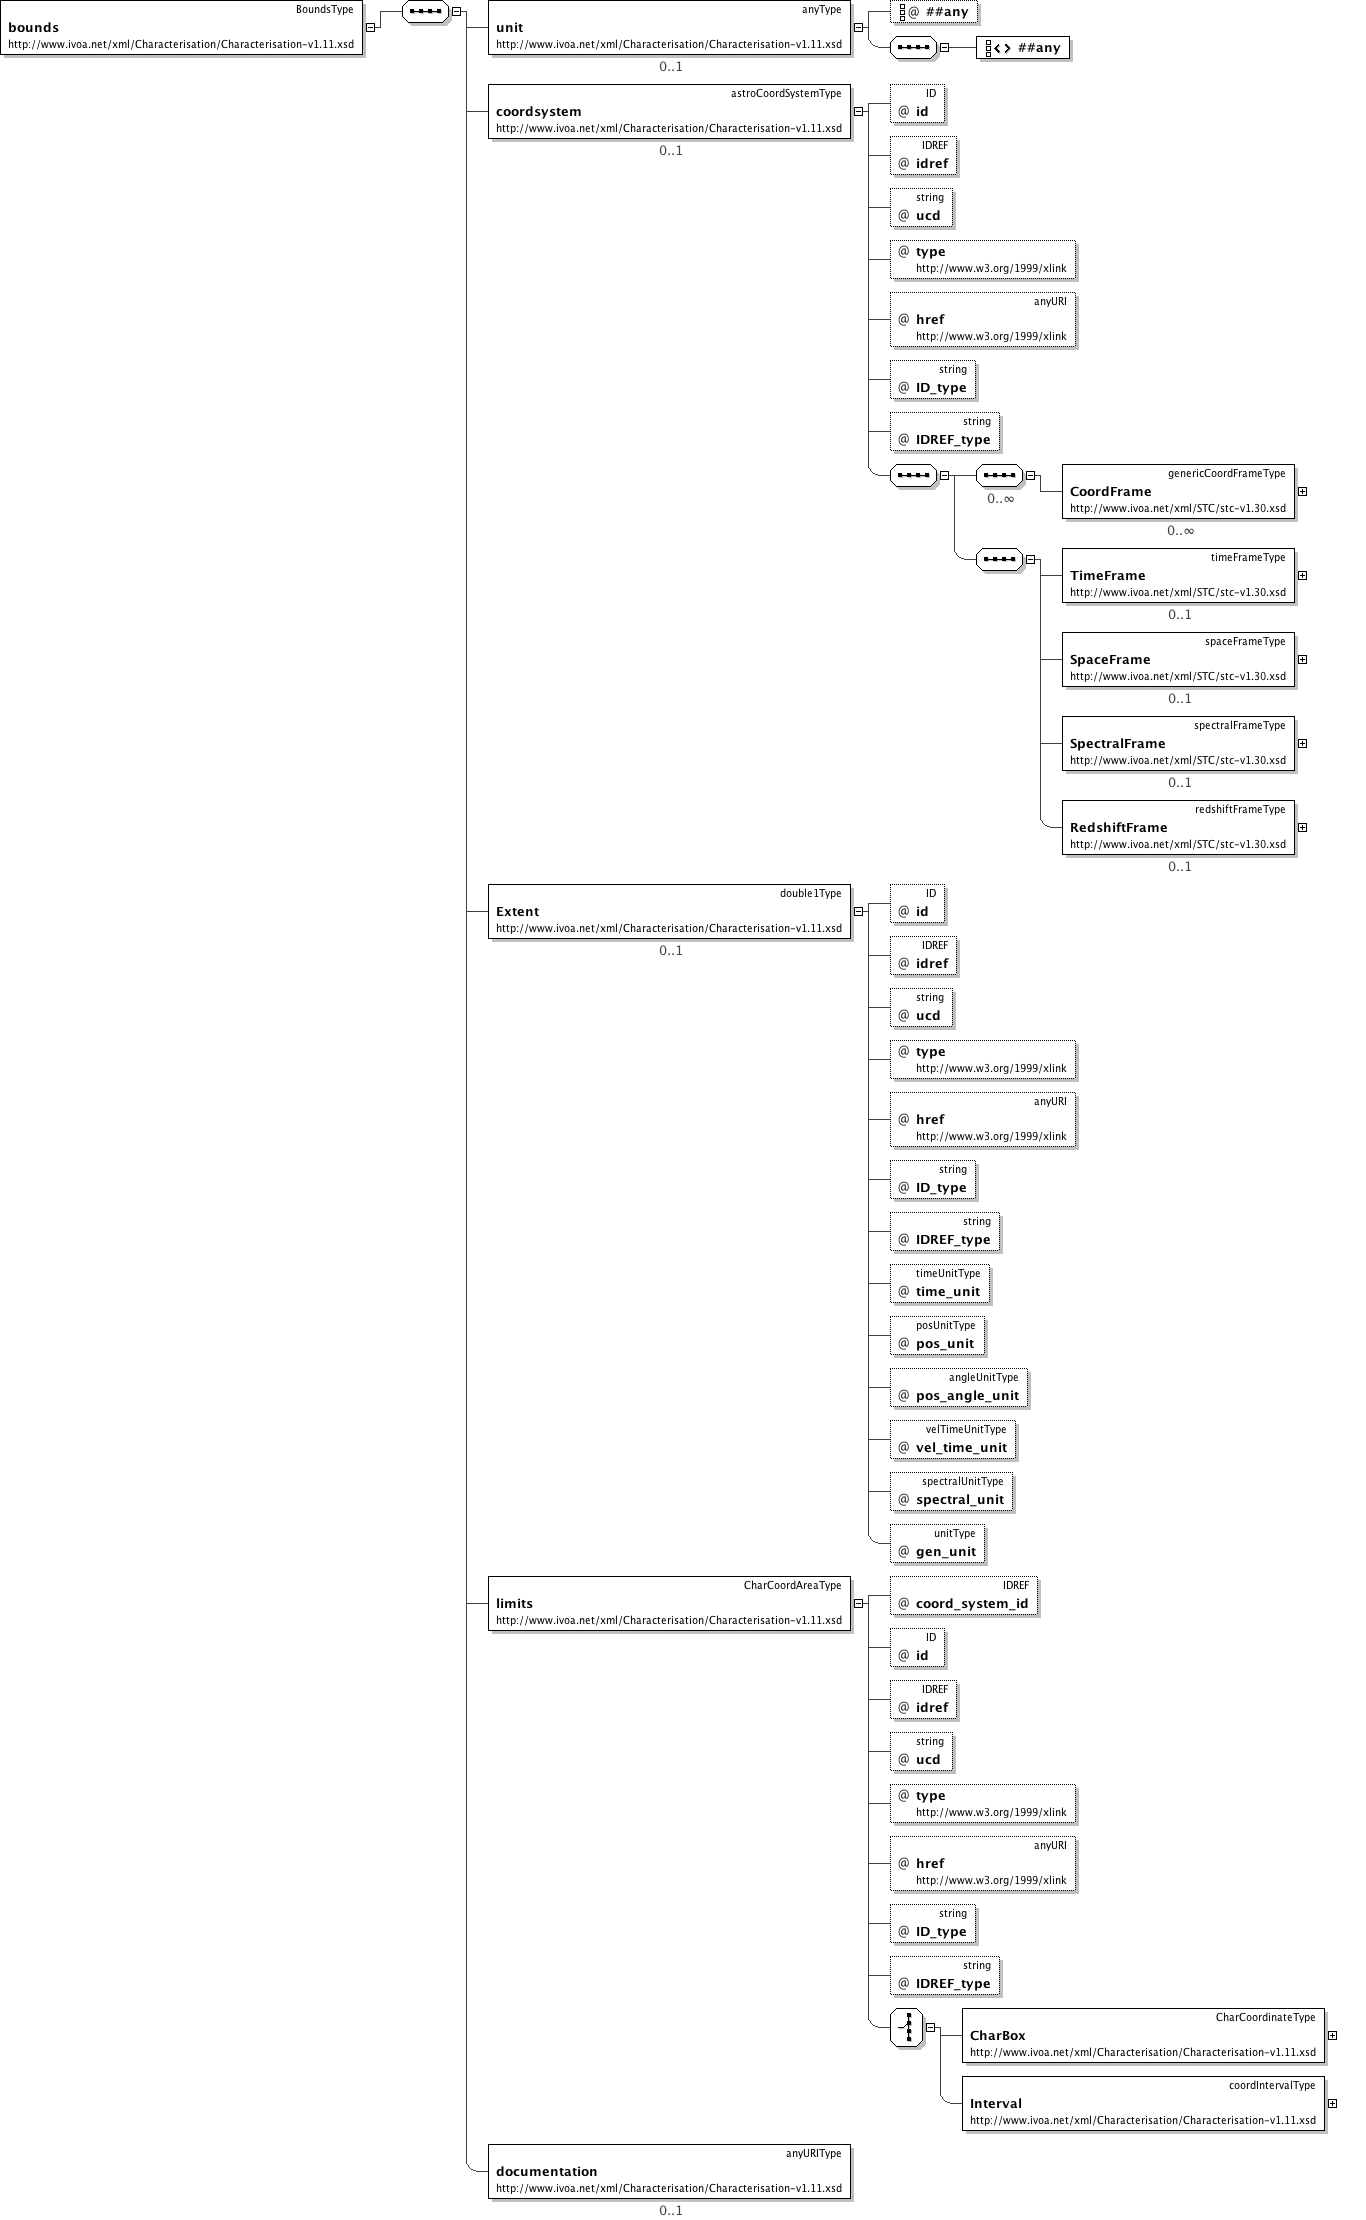 BoundsType
bounds
http://www.ivoa.net/xml/Characterisation/Characterisation-v1.11.xsd
anyType
unit
http://www.ivoa.net/xml/Characterisation/Characterisation-v1.11.xsd
0..1
@ ##any
##any
astroCoordSystemType
coordsystem
http://www.ivoa.net/xml/Characterisation/Characterisation-v1.11.xsd
0..1
ID
@ id
IDREF
@ idref
string
@ ucd
@ type
http://www.w3.org/1999/xlink
anyURI
@ href
http://www.w3.org/1999/xlink
string
@ ID_type
string
@ IDREF_type
0..∞
genericCoordFrameType
CoordFrame
http://www.ivoa.net/xml/STC/stc-v1.30.xsd
0..∞
timeFrameType
TimeFrame
http://www.ivoa.net/xml/STC/stc-v1.30.xsd
0..1
spaceFrameType
SpaceFrame
http://www.ivoa.net/xml/STC/stc-v1.30.xsd
0..1
spectralFrameType
SpectralFrame
http://www.ivoa.net/xml/STC/stc-v1.30.xsd
0..1
redshiftFrameType
RedshiftFrame
http://www.ivoa.net/xml/STC/stc-v1.30.xsd
0..1
double1Type
Extent
http://www.ivoa.net/xml/Characterisation/Characterisation-v1.11.xsd
0..1
ID
@ id
IDREF
@ idref
string
@ ucd
@ type
http://www.w3.org/1999/xlink
anyURI
@ href
http://www.w3.org/1999/xlink
string
@ ID_type
string
@ IDREF_type
timeUnitType
@ time_unit
posUnitType
@ pos_unit
angleUnitType
@ pos_angle_unit
velTimeUnitType
@ vel_time_unit
spectralUnitType
@ spectral_unit
unitType
@ gen_unit
CharCoordAreaType
limits
http://www.ivoa.net/xml/Characterisation/Characterisation-v1.11.xsd
IDREF
@ coord_system_id
ID
@ id
IDREF
@ idref
string
@ ucd
@ type
http://www.w3.org/1999/xlink
anyURI
@ href
http://www.w3.org/1999/xlink
string
@ ID_type
string
@ IDREF_type
CharCoordinateType
CharBox
http://www.ivoa.net/xml/Characterisation/Characterisation-v1.11.xsd
coordIntervalType
Interval
http://www.ivoa.net/xml/Characterisation/Characterisation-v1.11.xsd
anyURIType
documentation
http://www.ivoa.net/xml/Characterisation/Characterisation-v1.11.xsd
0..1